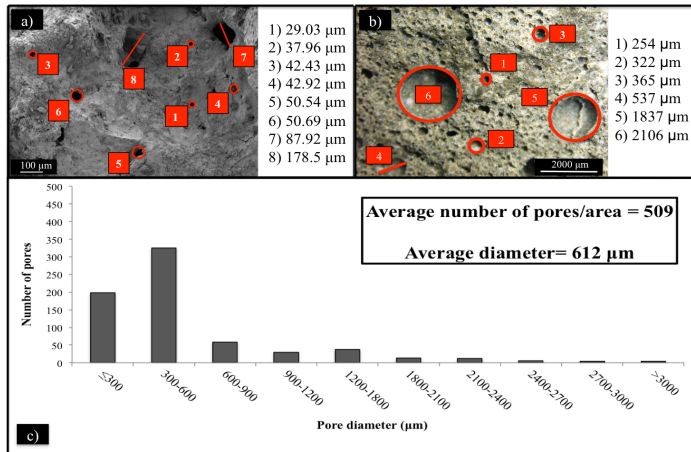 a)
3
2
7
8
6
4
1
5
100 µm
1) 29.03 µm
2) 37.96 µm
3) 42.43 µm
4) 42.92 µm
5) 50.54 µm
6) 50.69 µm
7) 87.92 µm
8) 178.5 µm
b)
3
1
6
5
2
4
2000 µm
1) 254 µm
2) 322 µm
3) 365 µm
4) 537 µm
5) 1837 µm
6) 2106 µm
Average number of pores/area = 509
Average diameter= 612 µm
Number of pores
500
450
400
350
300
250
200
150
100
50
0
≤300
300-600
600-900
900-1200
1200-1800
1800-2100
2100-2400
2400-2700
2700-3000
>3000
Pore diameter (µm)
c)